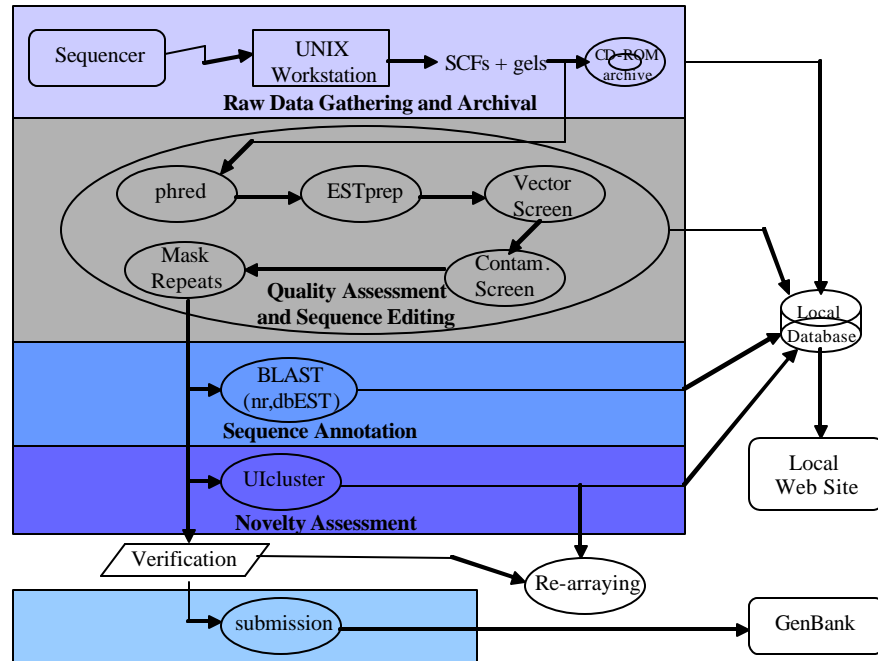 Sequencer
UNIX
Workstation
SCFs + gels
CD-ROM
archive
Raw Data Gathering and Archival
phred
ESTprep
Vector
Screen
Mask
Repeats
Contam.
Screen
Quality Assessment
and Sequence Editing
Local
Database
BLAST
(nr,dbEST)
Sequence Annotation
UIcluster
Novelty Assessment
Local
Web Site
Verification
Re-arraying
submission
GenBank